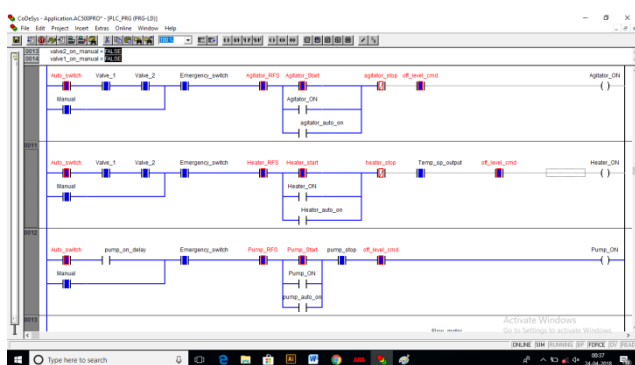 CoDeSys - Application.AC500PRO* - [PLC_PRG (PRG-LD)]
File Edit Project Insert Extras Online Window Help
0013 valve2_on_manual = FALSE
0014 valve1_on_manual = FALSE
Auto_switch Valve_1 Valve_2 Emergency_switch Agitator_RFS Agitator_Start agitator_stop off_level_cmd Agitator_ON
Manual Agitator_ON
agitator_auto_on
0011
Auto_switch Valve_1 Valve_2 Emergency_switch Heater_RFS Heater_start heater_stop Temp_sp_output off_level_cmd Heater_ON
Manual Heater_ON
Heater_auto_on
0012
Auto_switch pump_on_delay Emergency_switch Pump_RFS Pump_Start pump_stop off_level_cmd Pump_ON
Manual Pump_ON
pump_auto_on
0013
Activate Windows
Go to Settings to activate Windows.
ONLINE SIM RUNNING BP FORCE OV READ
Type here to search
00:37
24-04-2018